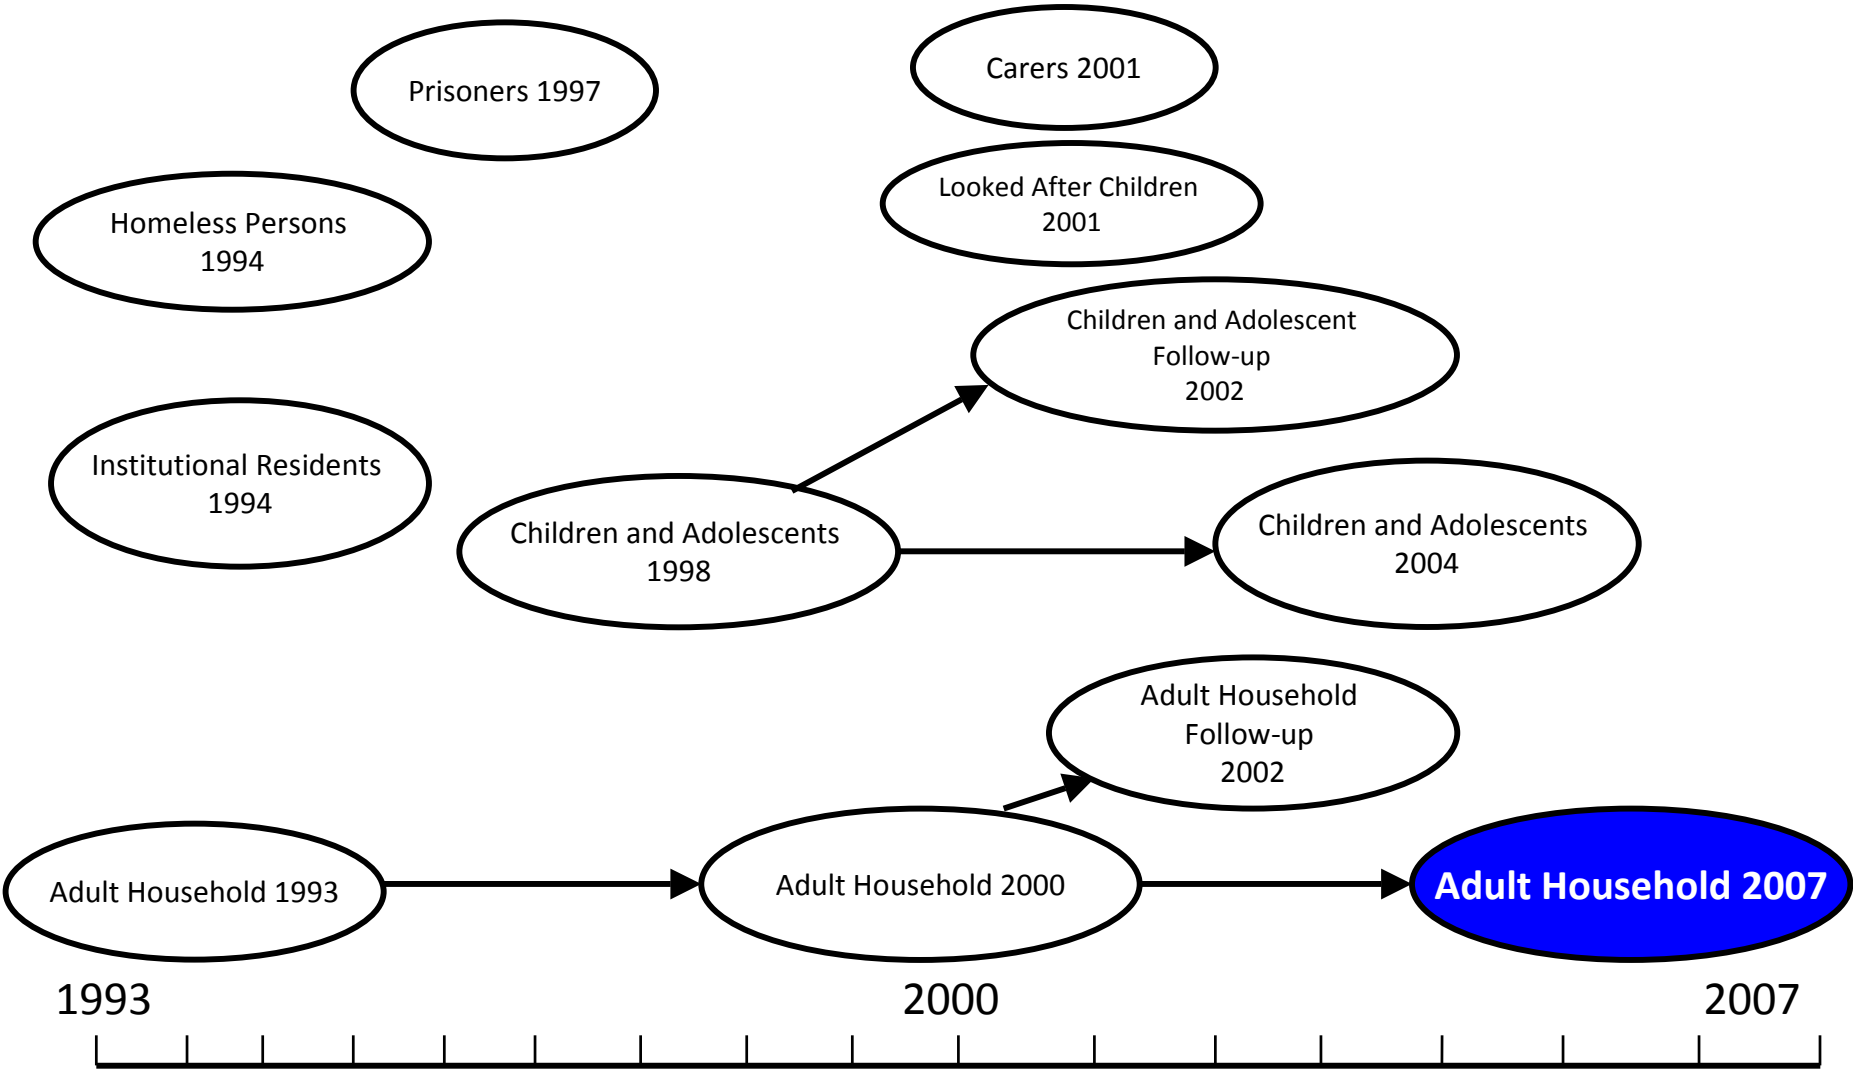 Carers 2001
Prisoners 1997
Looked After Children
2001
Homeless Persons
1994
Children and Adolescent
Follow-up
2002
Institutional Residents
1994
Children and Adolescents
1998
Children and Adolescents
2004
Adult Household
Follow-up
2002
Adult Household 1993
Adult Household 2000
Adult Household 2007
1993
2000
2007